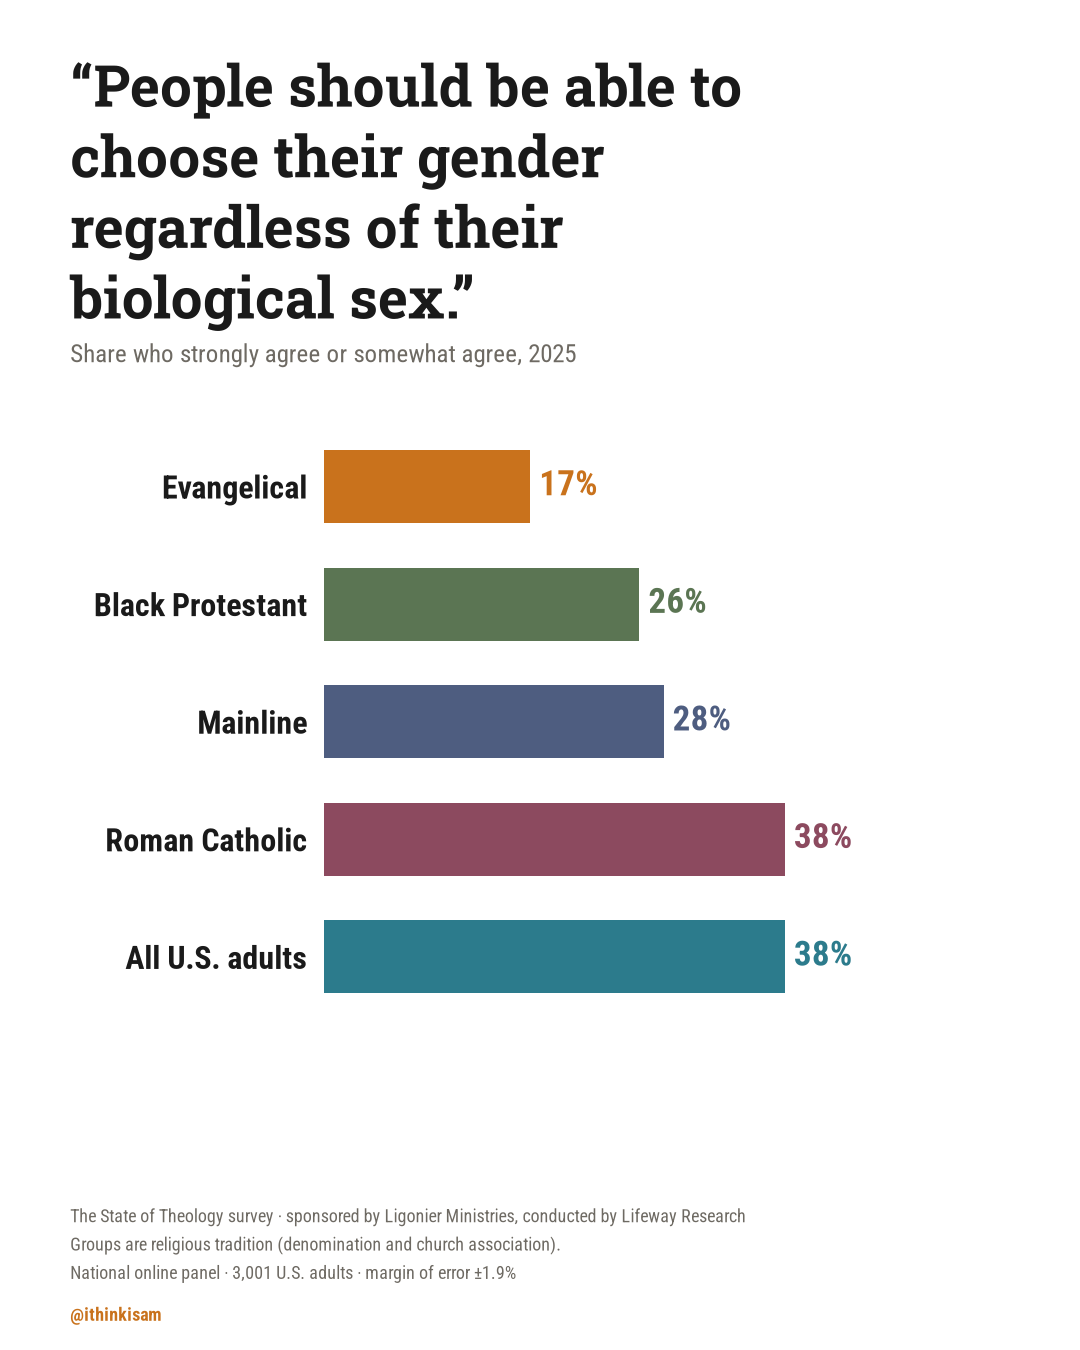 “People should be able to
choose their gender
regardless of their
biological sex.”
Share who strongly agree or somewhat agree, 2025
Evangelical 17%
Black Protestant 26%
Mainline 28%
Roman Catholic 38%
All U.S. adults 38%
The State of Theology survey · sponsored by Ligonier Ministries, conducted by Lifeway Research
Groups are religious tradition (denomination and church association).
National online panel · 3,001 U.S. adults · margin of error ±1.9%
@ithinkisam